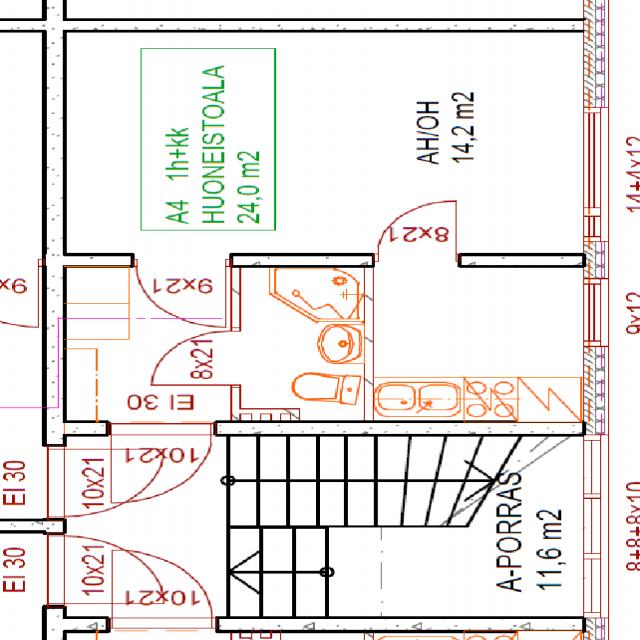 A4 1h+kk
HUONEISTOALA
24,0 m2
AH/OH
14,2 m2
14+4x12
8x21
9x21
9x
9x12
8x21
EI 30
10x21
10x21
EI 30
8+8+8x10
A-PORRAS
11,6 m2
10x21
EI 30
10x21